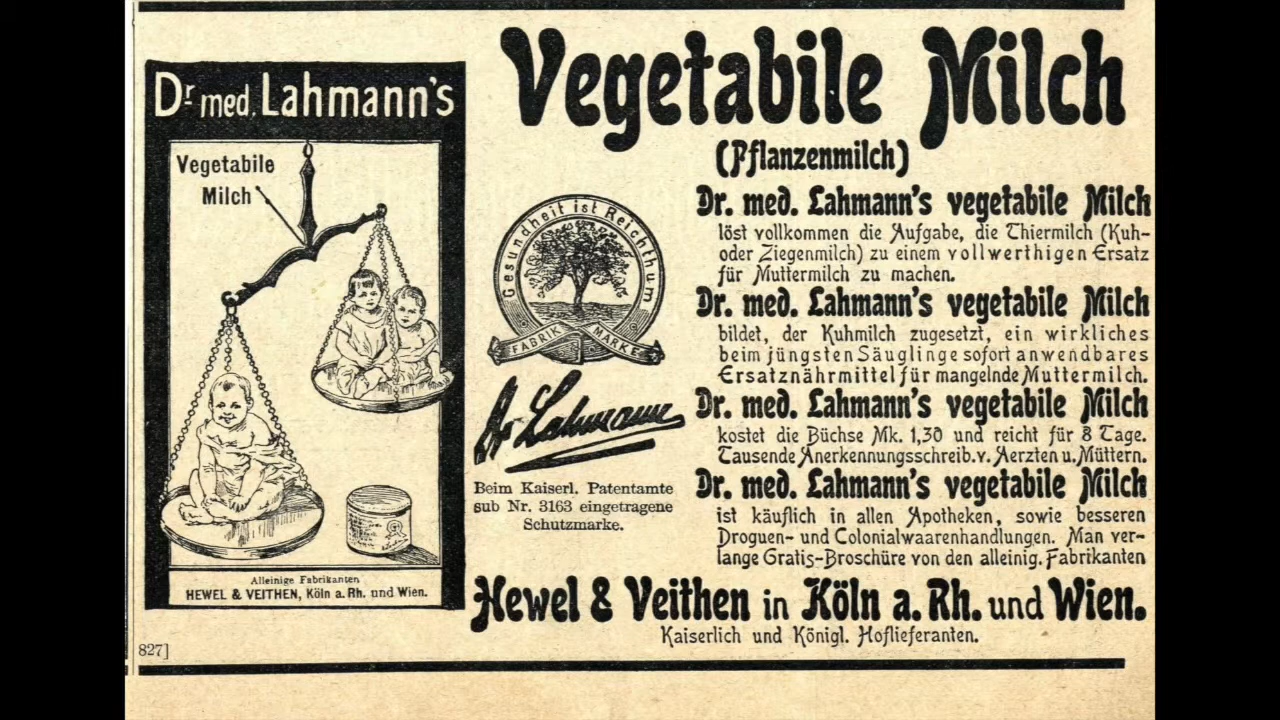 Dr med. Lahmann's
Vegetabile
Milch
Alleinige Fabrikanten
HEWEL & VEITHEN, Köln a. Rh. und Wien.
827]
Vegetabile Milch
(Pflanzenmilch)
Gesundheit ist Reichthum
FABRIK MARKE
Dr Lahmann
Beim Kaiserl. Patentamte
sub Nr. 3163 eingetragene
Schutzmarke.
Dr. med. Lahmann's vegetabile Milch
löst vollkommen die Aufgabe, die Thiermilch (Kuh-
oder Ziegenmilch) zu einem vollwerthigen Ersatz
für Muttermilch zu machen.
Dr. med. Lahmann's vegetabile Milch
bildet, der Kuhmilch zugesetzt, ein wirkliches
beim jüngsten Säuglinge sofort anwendbares
Ersatznährmittel für mangelnde Muttermilch.
Dr. med. Lahmann's vegetabile Milch
kostet die Büchse Mk. 1,30 und reicht für 8 Tage.
Tausende Anerkennungsschreib. v. Aerzten u. Müttern.
Dr. med. Lahmann's vegetabile Milch
ist käuflich in allen Apotheken, sowie besseren
Droguen- und Colonialwaarenhandlungen. Man ver-
lange Gratis-Broschüre von den alleinig. Fabrikanten
Hewel & Veithen in Köln a. Rh. und Wien.
Kaiserlich und Königl. Hoflieferanten.